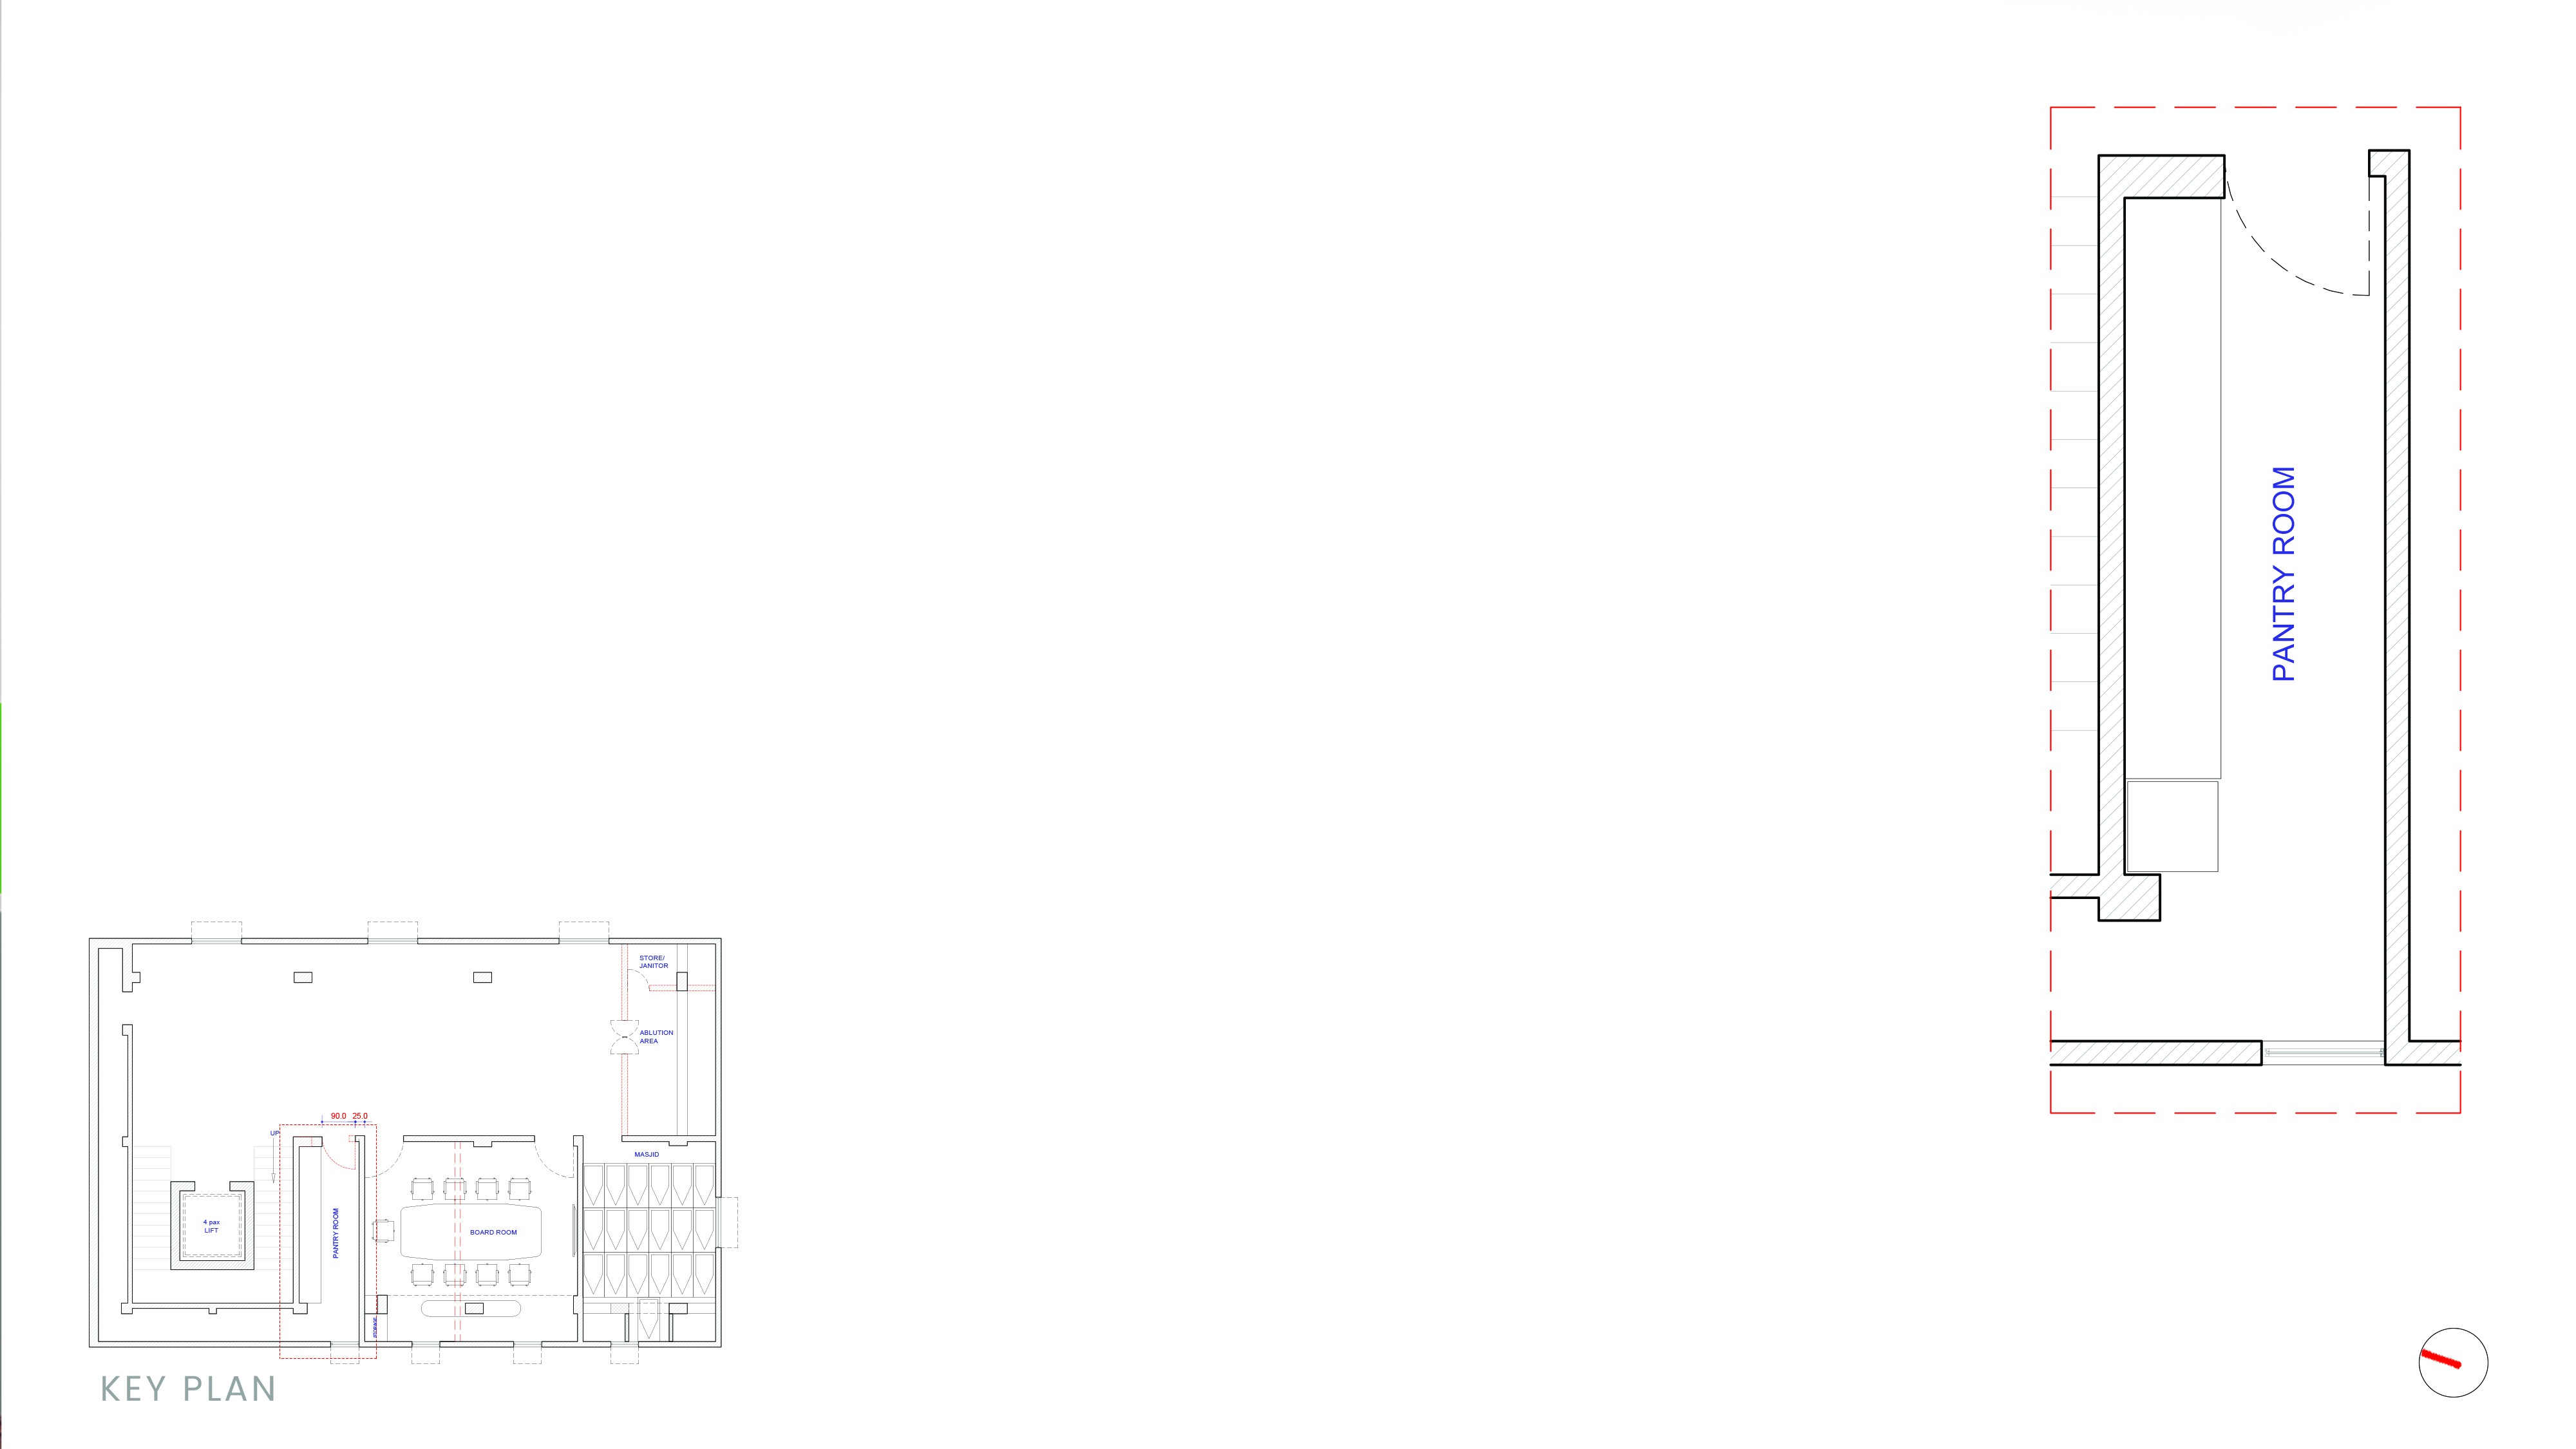 PANTRY ROOM
STORE/
JANITOR
ABLUTION
AREA
90.0 25.0
UP
MASJID
4 pax
LIFT
PANTRY ROOM
BOARD ROOM
STORAGE
KEY PLAN